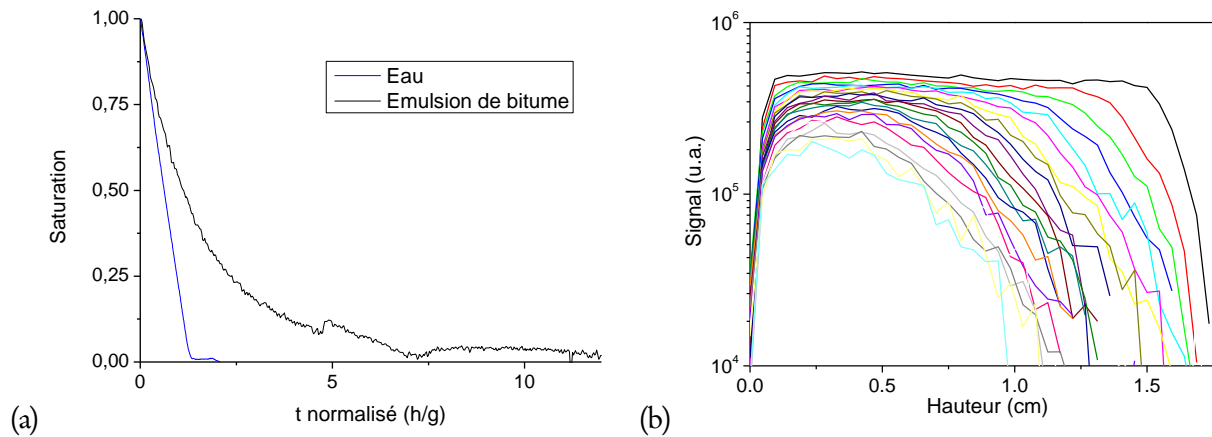 1,00
0,75
0,50
0,25
0,00
Saturation
Eau
Emulsion de bitume
0 5 10
t normalisé (h/g)
(a)
10^6
10^5
10^4
Signal (u.a.)
0.0 0.5 1.0 1.5
Hauteur (cm)
(b)